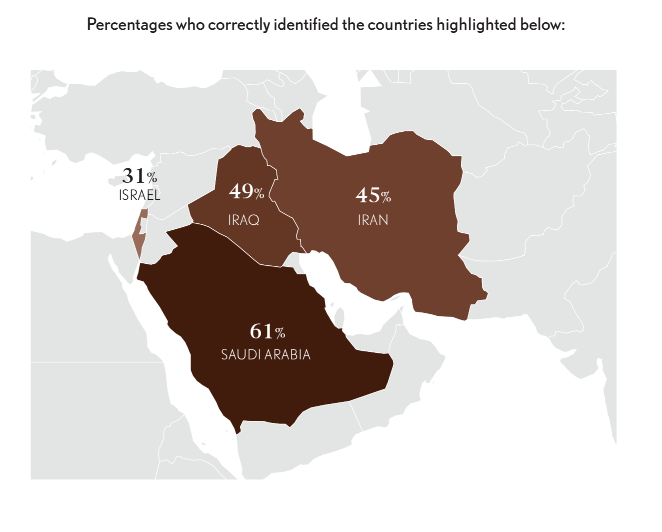 Percentages who correctly identified the countries highlighted below:
31%
ISRAEL
49%
IRAQ
45%
IRAN
61%
SAUDI ARABIA